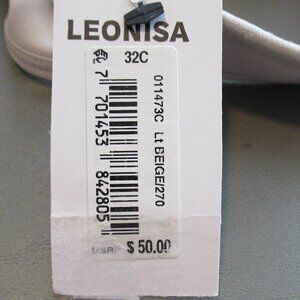 LEONISA
32C
011473C Lt BEIGE/270
7 701453 842805
MSRP $ 50.00